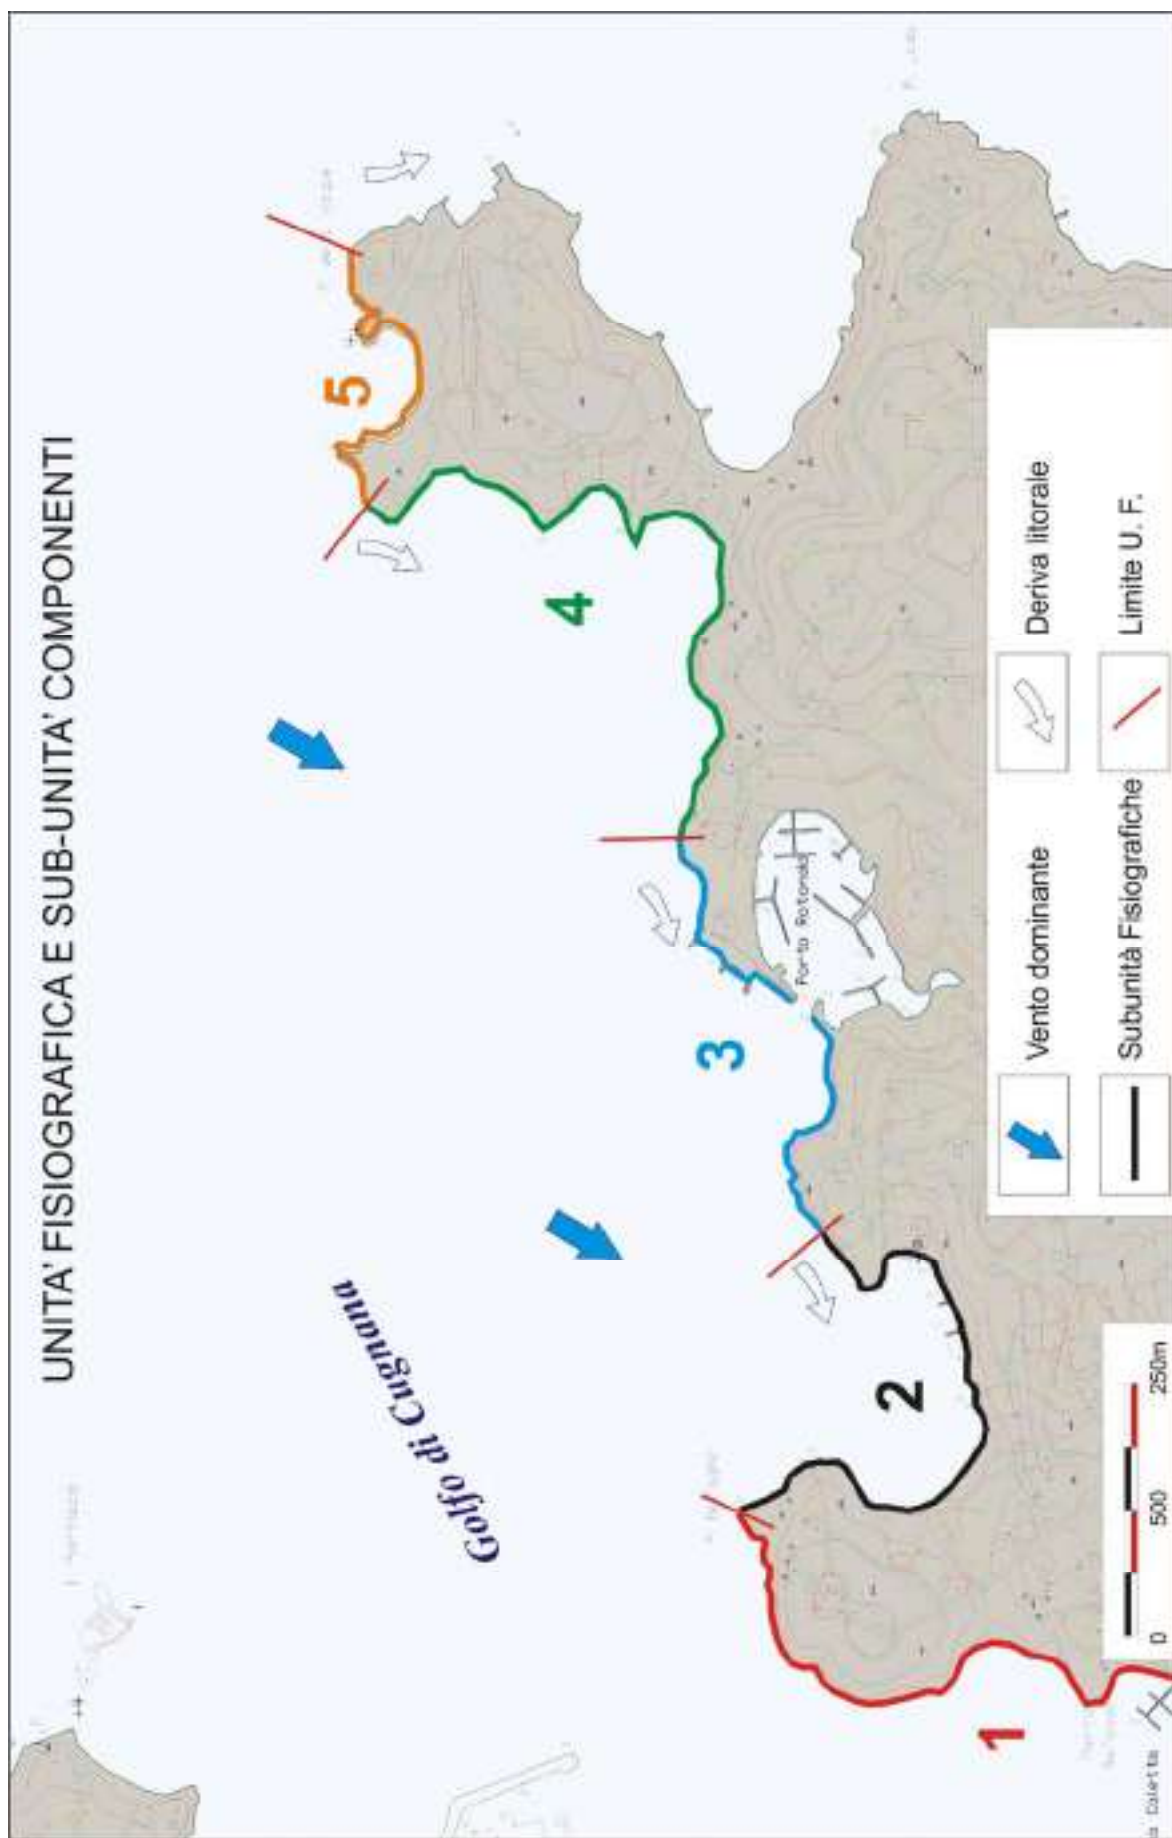 UNITA' FISIOGRAFICA E SUB-UNITA' COMPONENTI
Golfo di Cugnana
5
4
3
2
1
Porto Rotondo
Caletta
Vento dominante
Deriva litorale
Subunità Fisiografiche
Limite U. F.
0 500 250m